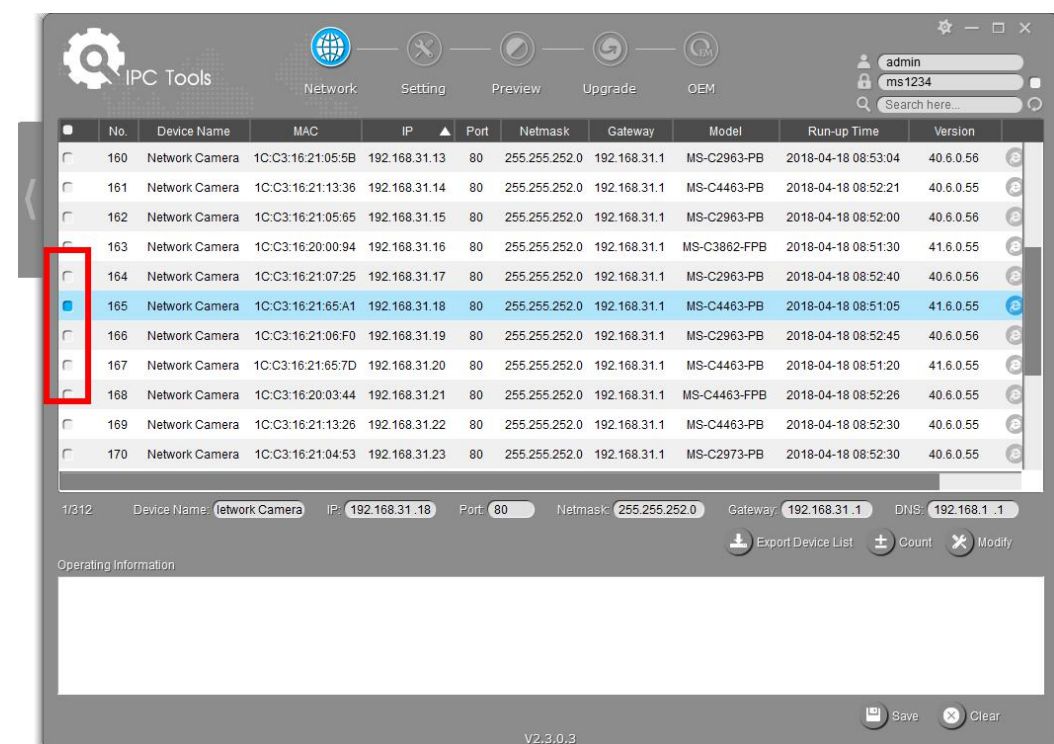 IPC Tools
Network Setting Preview Upgrade OEM
admin
ms1234
Search here...
No. Device Name MAC IP Port Netmask Gateway Model Run-up Time Version
160 Network Camera 1C:C3:16:21:05:5B 192.168.31.13 80 255.255.252.0 192.168.31.1 MS-C2963-PB 2018-04-18 08:53:04 40.6.0.56
161 Network Camera 1C:C3:16:21:13:36 192.168.31.14 80 255.255.252.0 192.168.31.1 MS-C4463-PB 2018-04-18 08:52:21 40.6.0.55
162 Network Camera 1C:C3:16:21:05:65 192.168.31.15 80 255.255.252.0 192.168.31.1 MS-C2963-PB 2018-04-18 08:52:00 40.6.0.56
163 Network Camera 1C:C3:16:20:00:94 192.168.31.16 80 255.255.252.0 192.168.31.1 MS-C3862-FPB 2018-04-18 08:51:30 41.6.0.55
164 Network Camera 1C:C3:16:21:07:25 192.168.31.17 80 255.255.252.0 192.168.31.1 MS-C2963-PB 2018-04-18 08:52:40 40.6.0.56
165 Network Camera 1C:C3:16:21:65:A1 192.168.31.18 80 255.255.252.0 192.168.31.1 MS-C4463-PB 2018-04-18 08:51:05 41.6.0.55
166 Network Camera 1C:C3:16:21:06:F0 192.168.31.19 80 255.255.252.0 192.168.31.1 MS-C2963-PB 2018-04-18 08:52:45 40.6.0.56
167 Network Camera 1C:C3:16:21:65:7D 192.168.31.20 80 255.255.252.0 192.168.31.1 MS-C4463-PB 2018-04-18 08:51:20 41.6.0.55
168 Network Camera 1C:C3:16:20:03:44 192.168.31.21 80 255.255.252.0 192.168.31.1 MS-C4463-FPB 2018-04-18 08:52:26 40.6.0.55
169 Network Camera 1C:C3:16:21:13:26 192.168.31.22 80 255.255.252.0 192.168.31.1 MS-C4463-PB 2018-04-18 08:52:30 40.6.0.55
170 Network Camera 1C:C3:16:21:04:53 192.168.31.23 80 255.255.252.0 192.168.31.1 MS-C2973-PB 2018-04-18 08:52:30 40.6.0.55
1/312 Device Name: letwork Camera IP: 192.168.31 .18 Port: 80 Netmask: 255.255.252.0 Gateway: 192.168.31 .1 DNS: 192.168.1 .1
Export Device List Count Modify
Operating Information
Save Clear
V2.3.0.3